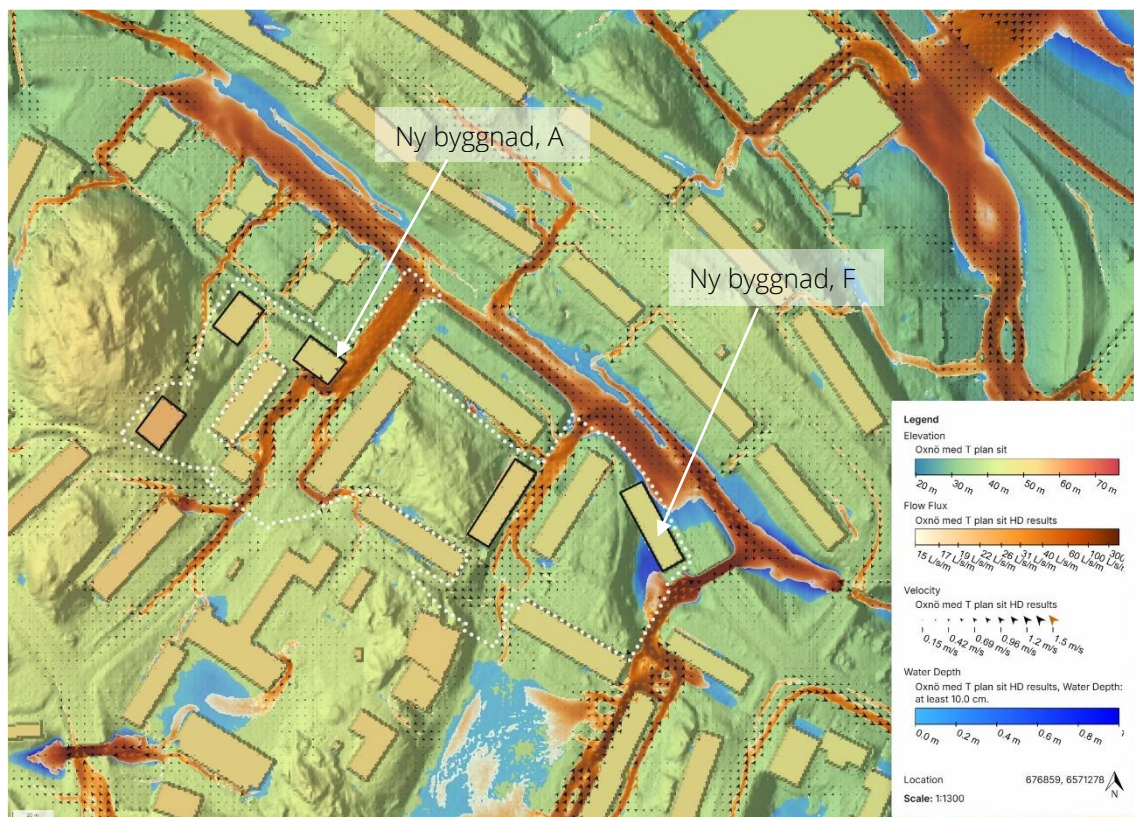 Ny byggnad, A
Ny byggnad, F
Legend
Elevation
Oxnö med T plan sit
20 m 30 m 40 m 50 m 60 m 70 m
Flow Flux
Oxnö med T plan sit HD results
15 L/s/m 17 L/s/m 19 L/s/m 22 L/s/m 26 L/s/m 31 L/s/m 40 L/s/m 60 L/s/m 100 L/s/m 300
Velocity
Oxnö med T plan sit HD results
0.15 m/s 0.42 m/s 0.69 m/s 0.96 m/s 1.2 m/s 1.5 m/s
Water Depth
Oxnö med T plan sit HD results, Water Depth:
at least 10.0 cm.
0.0 m 0.2 m 0.4 m 0.6 m 0.8 m
Location 676859, 6571278
N
Scale: 1:1300